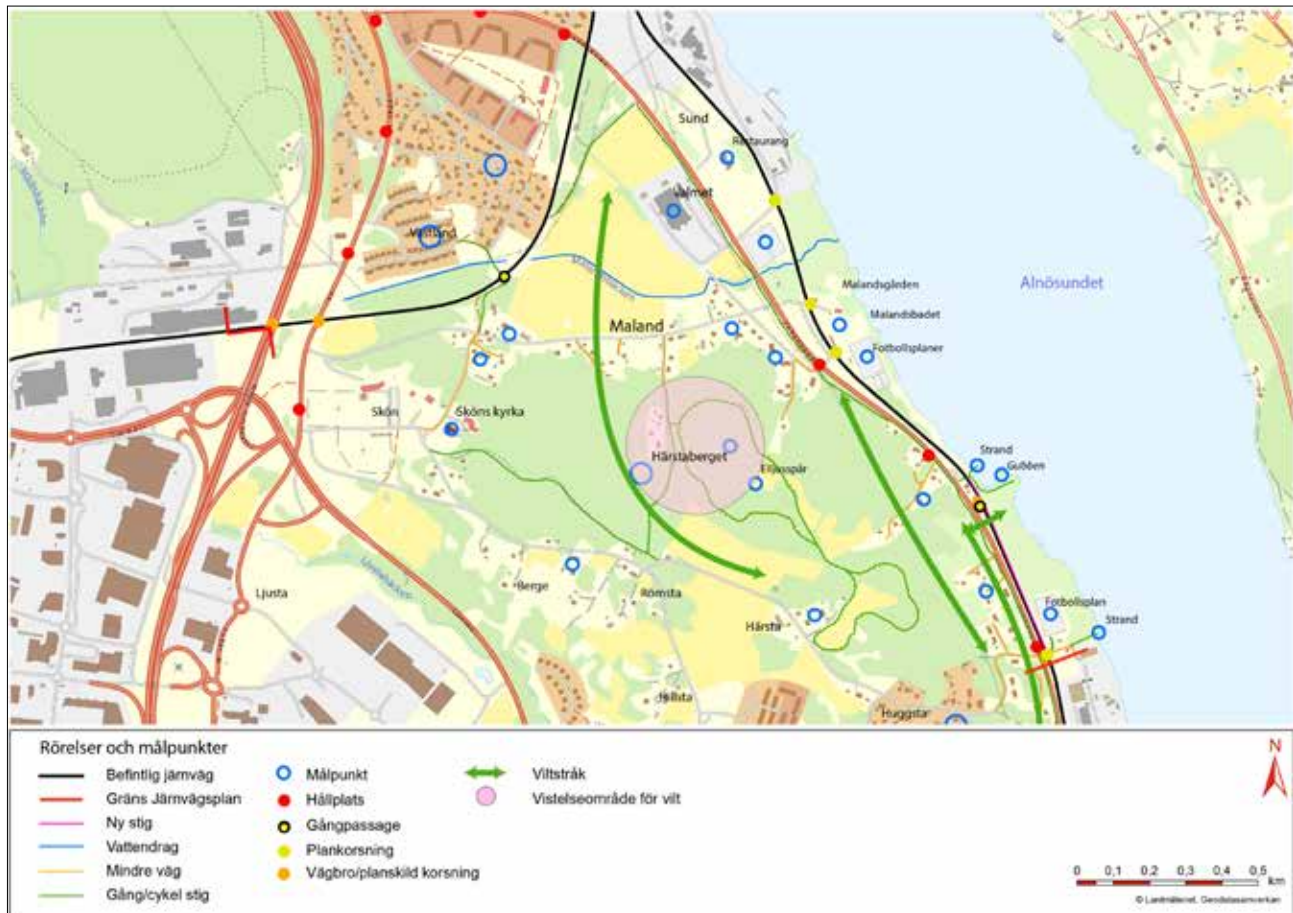 Sund
Restaurang
Valmet
Västland
Alnösundet
Malandsgården
Malandsbadet
Maland
Fotbollsplaner
Skön
Sköns kyrka
Härstaberget
Elljusspår
Strand
Gubben
Ljusta
Berge
Römsta
Härsta
Fotbollsplan
Strand
Huggsta
Rörelser och målpunkter
Befintlig järnväg
Gräns Järnvägsplan
Ny stig
Vattendrag
Mindre väg
Gång/cykel stig
Målpunkt
Hållplats
Gångpassage
Plankorsning
Vägbro/planskild korsning
Viltstråk
Vistelseområde för vilt
N
0 0,1 0,2 0,3 0,4 0,5
km
© Lantmäteriet, Geodatasamverkan